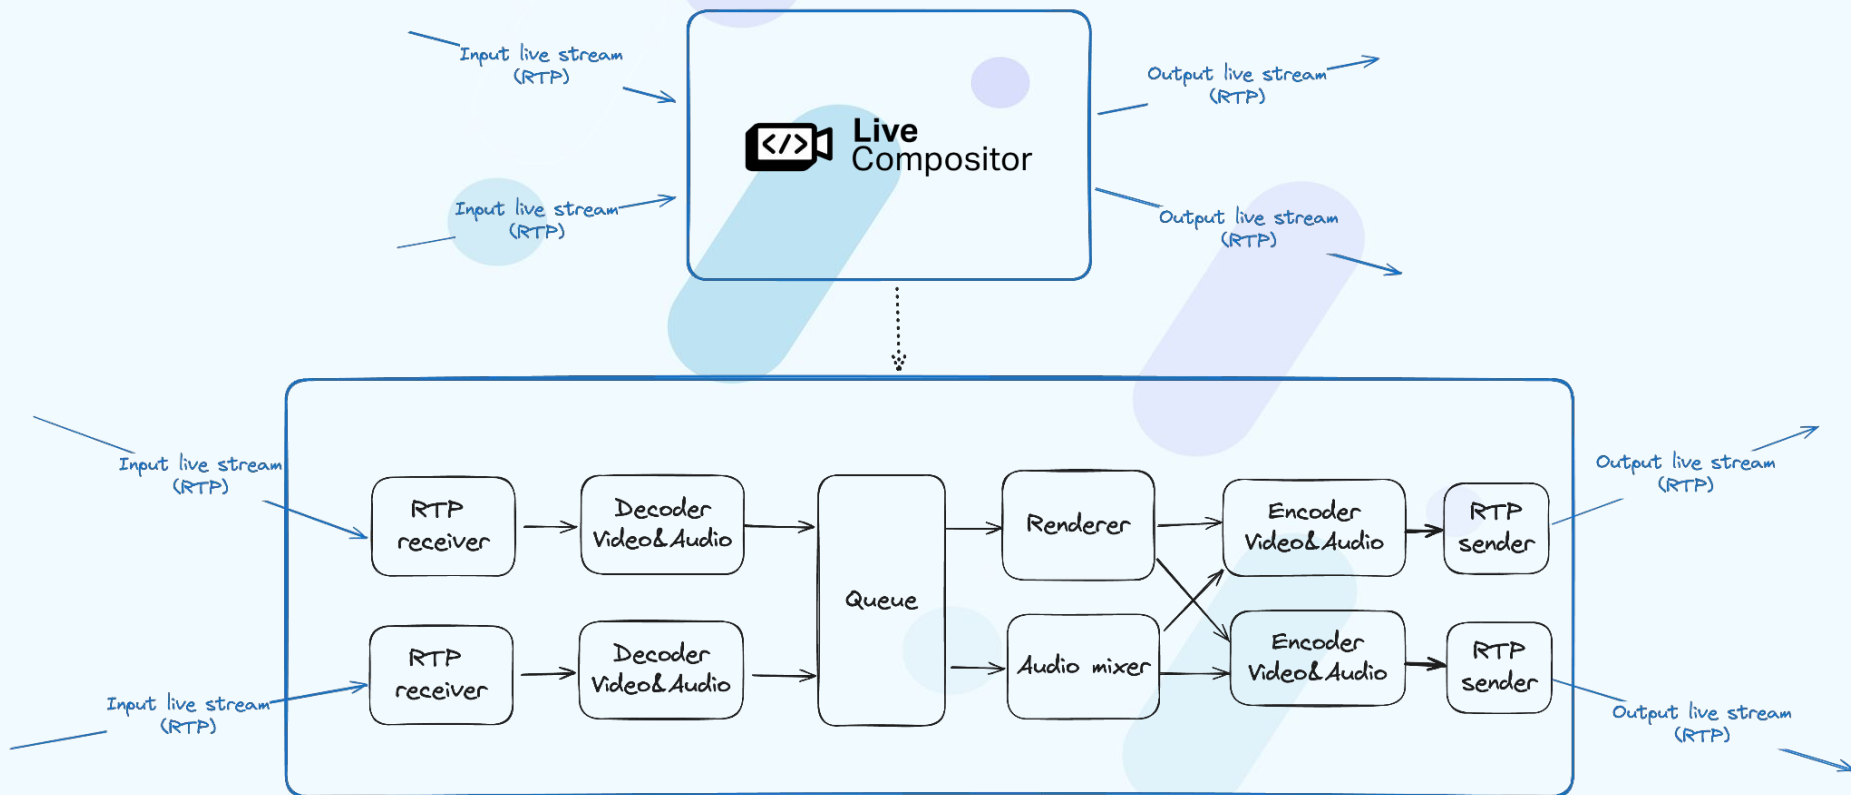 Input live stream
(RTP)
Output live stream
(RTP)
</>
Live
Compositor
Input live stream
(RTP)
Output live stream
(RTP)
Input live stream
(RTP)
Output live stream
(RTP)
RTP
receiver
Decoder
Video&Audio
Queue
Renderer
Encoder
Video&Audio
RTP
sender
RTP
receiver
Decoder
Video&Audio
Audio mixer
Encoder
Video&Audio
RTP
sender
Input live stream
(RTP)
Output live stream
(RTP)